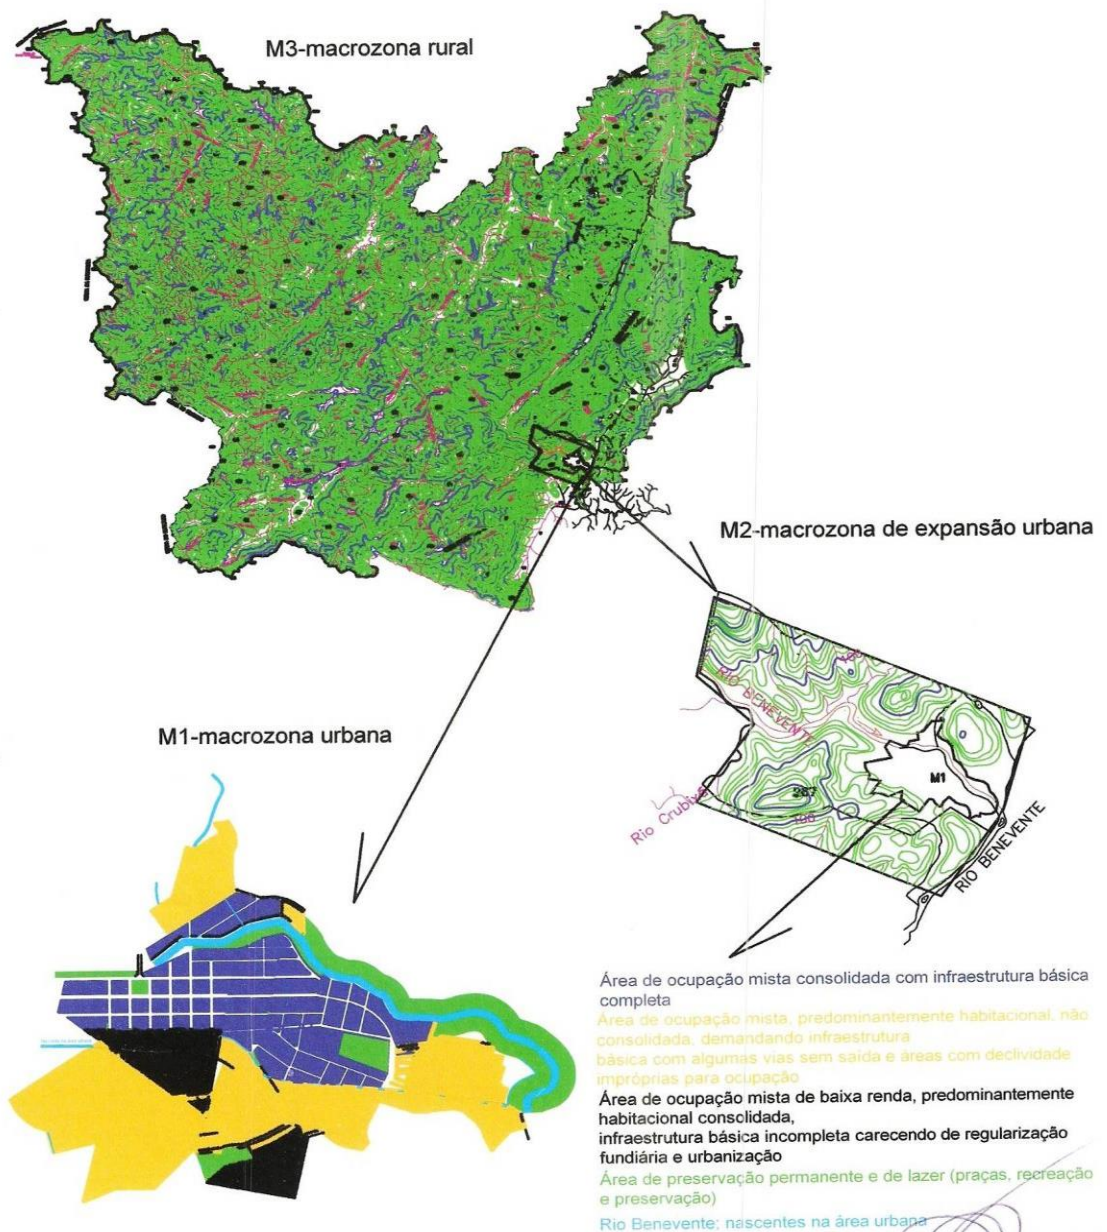 M3-macrozona rural
M2-macrozona de expansão urbana
RIO BENEVENTE
M1
267
100
Rio Crubixá
RIO BENEVENTE
M1-macrozona urbana
Área de ocupação mista consolidada com infraestrutura básica
completa
Área de ocupação mista, predominantemente habitacional, não
consolidada, demandando infraestrutura
básica com algumas vias sem saída e áreas com declividade
impróprias para ocupação
Área de ocupação mista de baixa renda, predominantemente
habitacional consolidada,
infraestrutura básica incompleta carecendo de regularização
fundiária e urbanização
Área de preservação permanente e de lazer (praças, recreação
e preservação)
Rio Benevente; nascentes na área urbana